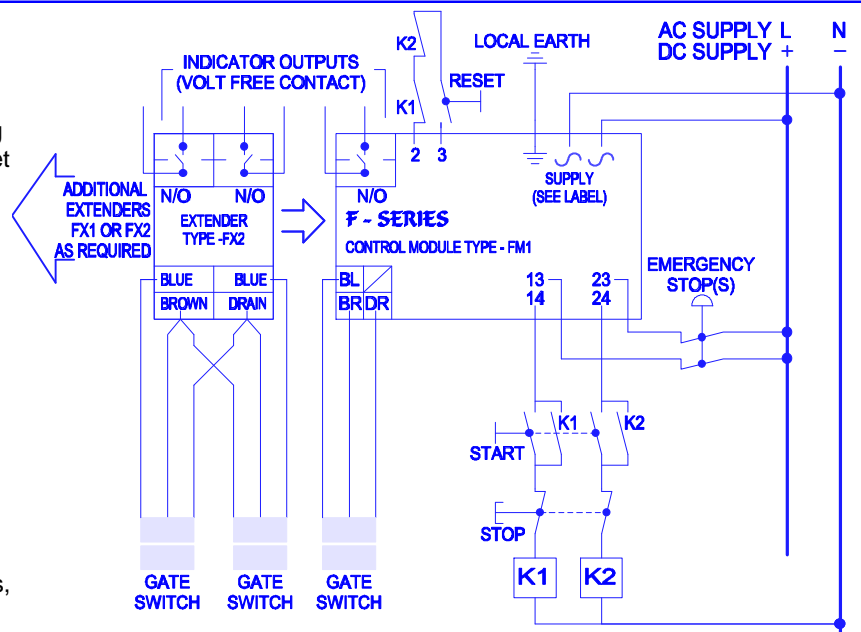 AC SUPPLY L N
DC SUPPLY + −
K2
LOCAL EARTH
INDICATOR OUTPUTS
(VOLT FREE CONTACT)
RESET
K1
2 3
et
SUPPLY
(SEE LABEL)
ADDITIONAL
EXTENDERS
FX1 OR FX2
AS REQUIRED
N/O N/O N/O
EXTENDER
TYPE -FX2
F - SERIES
CONTROL MODULE TYPE - FM1
EMERGENCY
STOP(S)
BLUE BLUE BL 13 23
BROWN DRAIN BR DR 14 24
K1 K2
START
STOP
K1 K2
GATE
SWITCH
GATE
SWITCH
GATE
SWITCH
s,